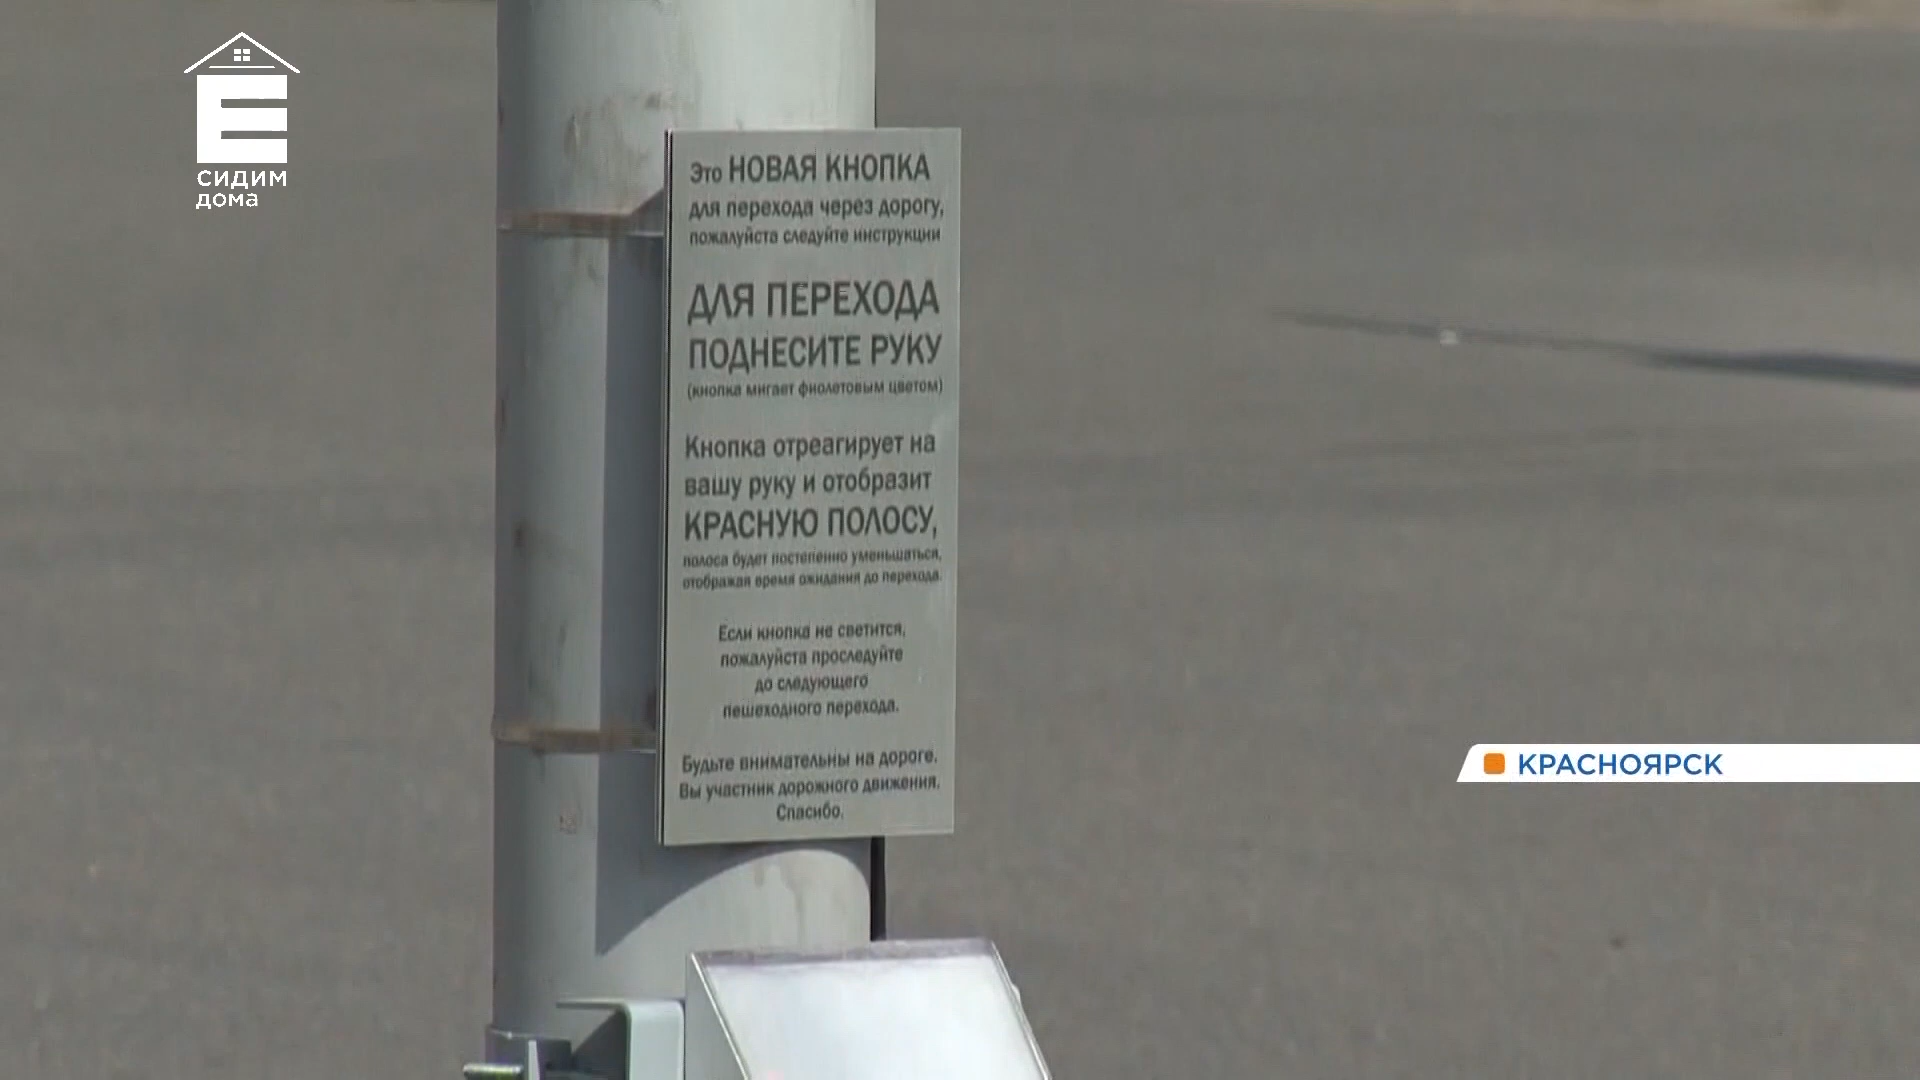 Е
СИДИМ
дома
Это НОВАЯ КНОПКА
для перехода через дорогу,
пожалуйста следуйте инструкции
ДЛЯ ПЕРЕХОДА
ПОДНЕСИТЕ РУКУ
(кнопка мигает фиолетовым цветом)
Кнопка отреагирует на
вашу руку и отобразит
КРАСНУЮ ПОЛОСУ,
полоса будет постепенно уменьшаться,
отображая время ожидания до перехода.
Если кнопка не светится,
пожалуйста проследуйте
до следующего
пешеходного перехода.
Будьте внимательны на дороге.
Вы участник дорожного движения.
Спасибо.
КРАСНОЯРСК